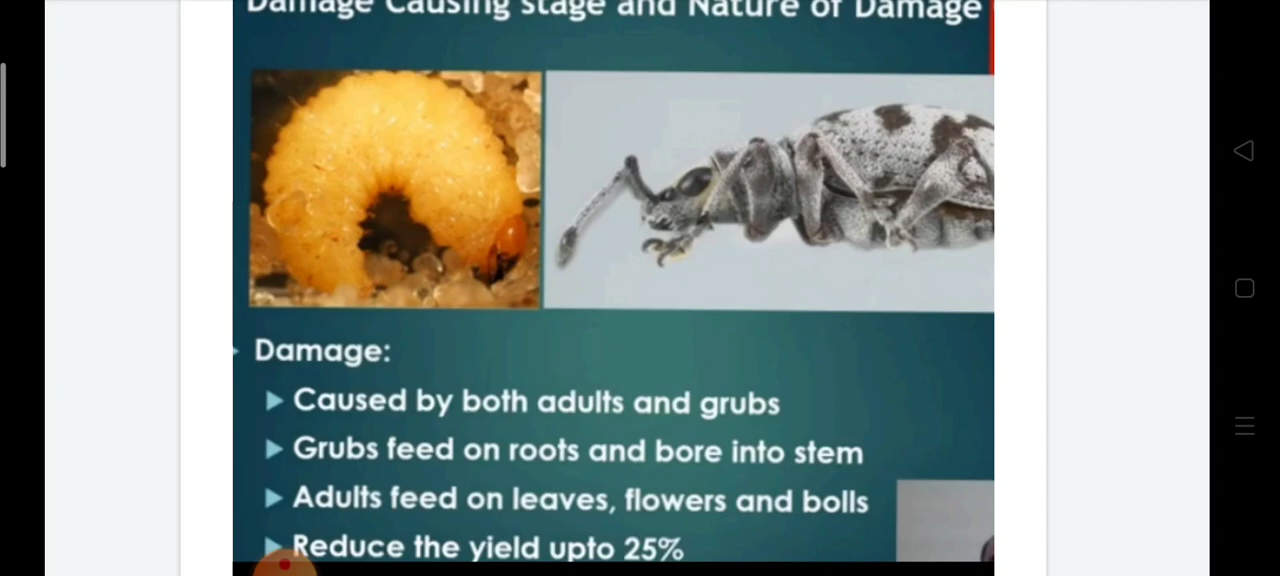 Damage Causing stage and Nature of Damage
Damage:
Caused by both adults and grubs
Grubs feed on roots and bore into stem
Adults feed on leaves, flowers and bolls
Reduce the yield upto 25%